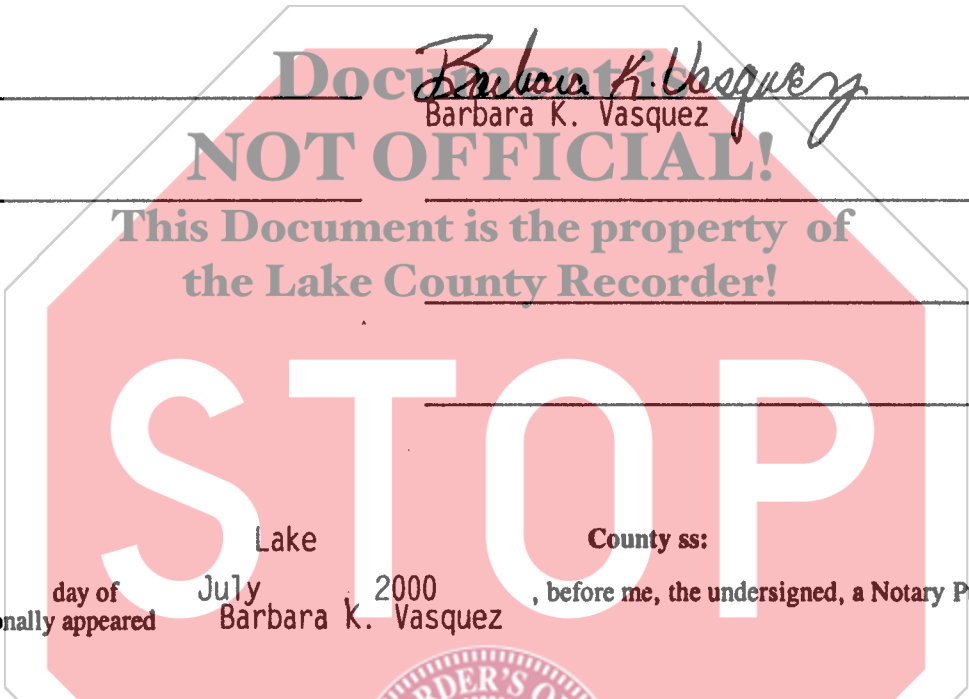 Document is
Barbara K. Vasquez
Barbara K. Vasquez
NOT OFFICIAL!
This Document is the property of
the Lake County Recorder!
STOP
Lake County ss:
day of July , 2000 , before me, the undersigned, a Notary
nally appeared Barbara K. Vasquez
RDER'S